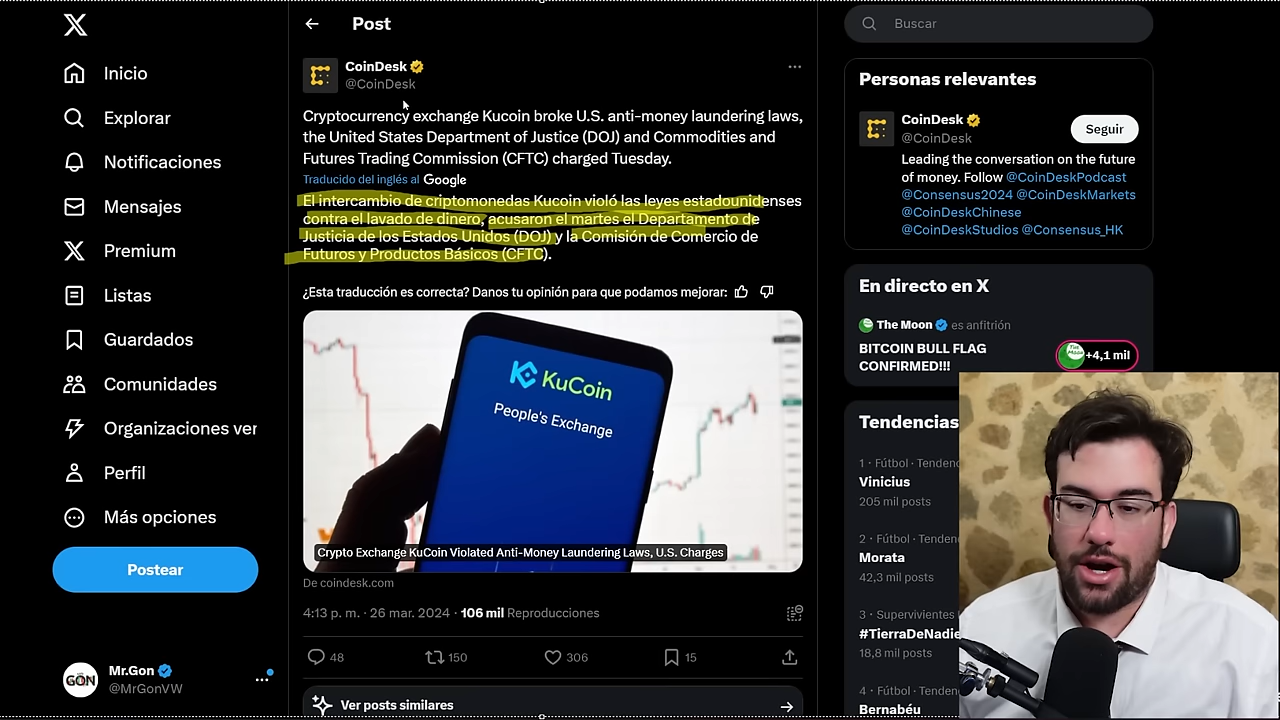 Inicio
Explorar
Notificaciones
Mensajes
Premium
Listas
Guardados
Comunidades
Organizaciones ver
Perfil
Más opciones
Postear
GON
Mr.Gon
@MrGonVW
Post
CoinDesk
@CoinDesk
Cryptocurrency exchange Kucoin broke U.S. anti-money laundering laws,
the United States Department of Justice (DOJ) and Commodities and
Futures Trading Commission (CFTC) charged Tuesday.
Traducido del inglés al Google
El intercambio de criptomonedas Kucoin violó las leyes estadounidenses
contra el lavado de dinero, acusaron el martes el Departamento de
Justicia de los Estados Unidos (DOJ) y la Comisión de Comercio de
Futuros y Productos Básicos (CFTC).
¿Esta traducción es correcta? Danos tu opinión para que podamos mejorar:
KuCoin
People's Exchange
Crypto Exchange KuCoin Violated Anti-Money Laundering Laws, U.S. Charges
De coindesk.com
4:13 p. m. · 26 mar. 2024 · 106 mil Reproducciones
48 150 306 15
Ver posts similares
Buscar
Personas relevantes
CoinDesk
@CoinDesk
Seguir
Leading the conversation on the future
of money. Follow @CoinDeskPodcast
@Consensus2024 @CoinDeskMarkets
@CoinDeskChinese
@CoinDeskStudios @Consensus_HK
En directo en X
The Moon es anfitrión
BITCOIN BULL FLAG
CONFIRMED!!!
+4,1 mil
Tendencias
1 · Fútbol · Tendenc
Vinicius
205 mil posts
2 · Fútbol · Tenden
Morata
42,3 mil posts
3 · Supervivientes
#TierraDeNadie
18,8 mil posts
4 · Fútbol · Tenden
Bernabéu